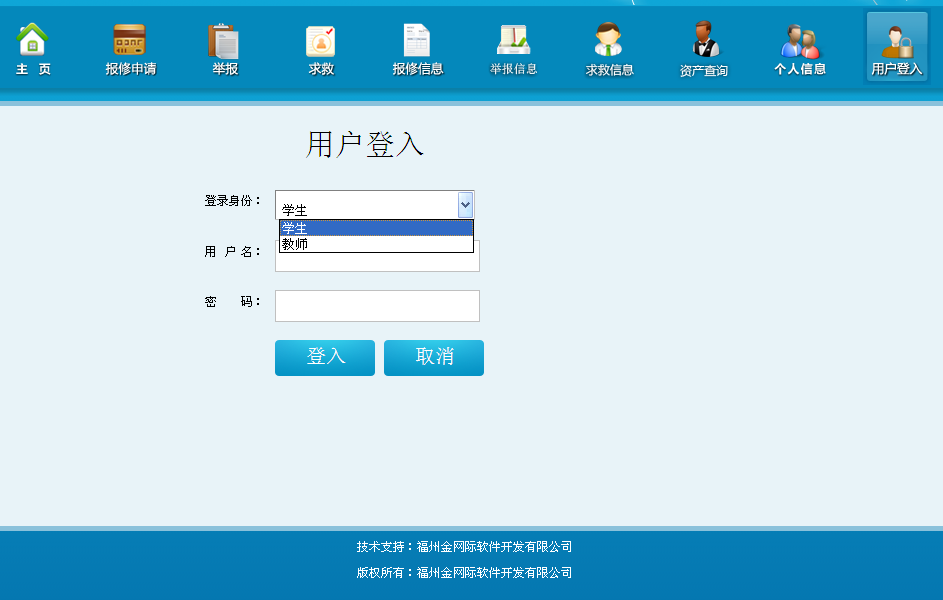 主 页 报修申请 举报 求救 报修信息 举报信息 求救信息 资产查询 个人信息 用户登入
用户登入
登录身份： 学生
学生
教师
用 户 名：
密 码：
登入 取消
技术支持：福州金网际软件开发有限公司
版权所有：福州金网际软件开发有限公司